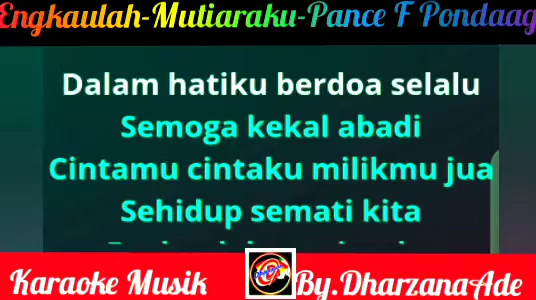 Engkaulah-Mutiaraku-Pance F Pondaag
Dalam hatiku berdoa selalu
Semoga kekal abadi
Cintamu cintaku milikmu jua
Sehidup semati kita
Karaoke Musik
By.DharzanaAde